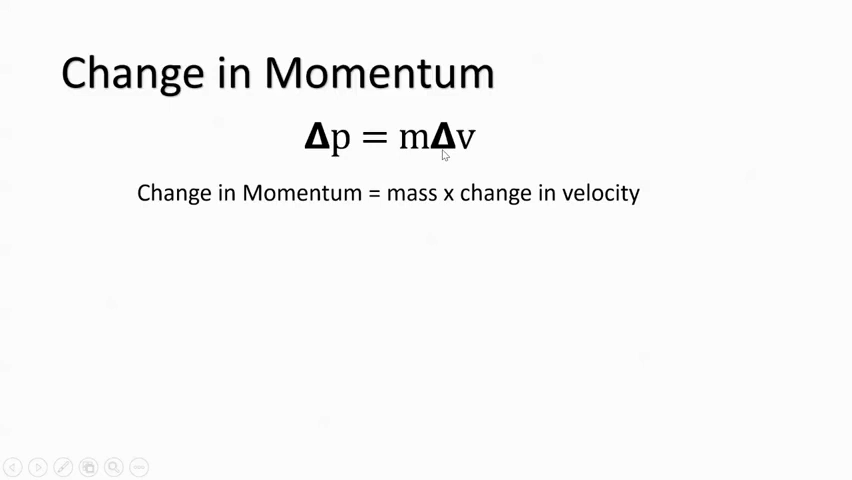 Change in Momentum
Δp = mΔv
Change in Momentum = mass x change in velocity